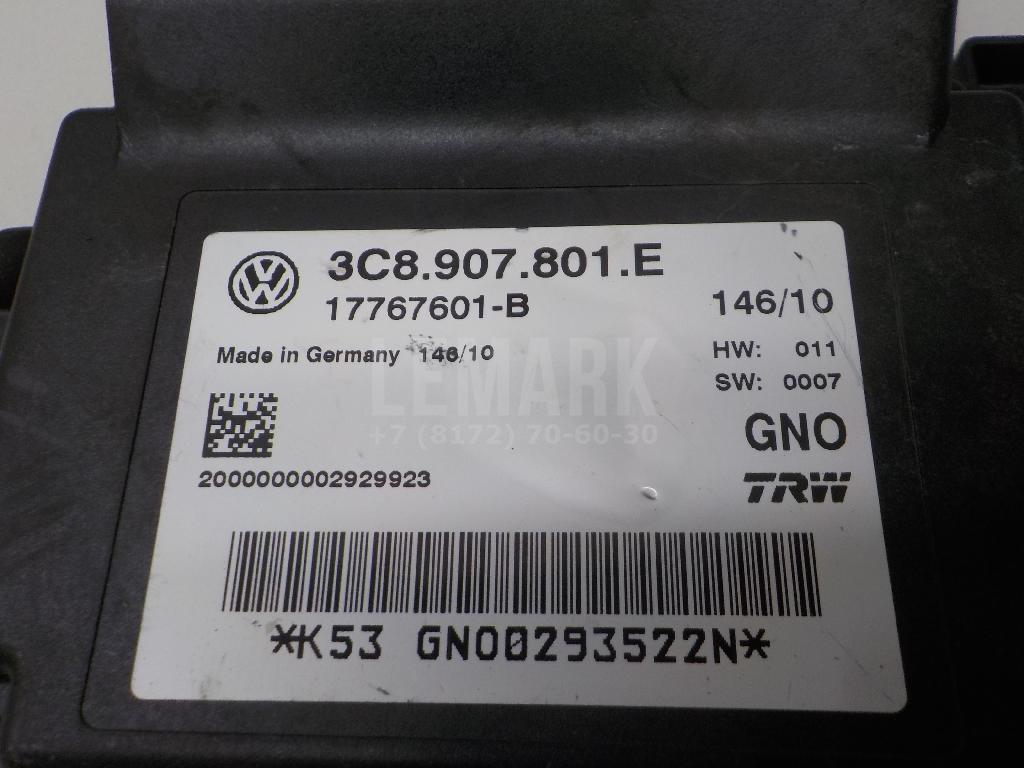 3C8.907.801.E
17767601-B
146/10
Made in Germany 146/10
HW: 011
SW: 0007
LEMARK
+7 (8172) 70-60-30
GNO
TRW
2000000002929923
*K53 GNO0293522N*